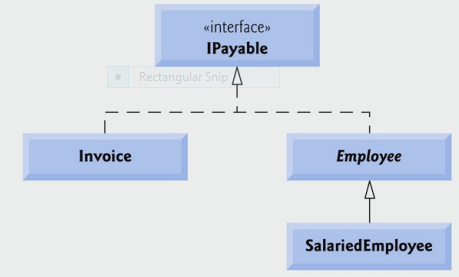 «interface»
IPayable
Rectangular Snip
Invoice
Employee
SalariedEmployee